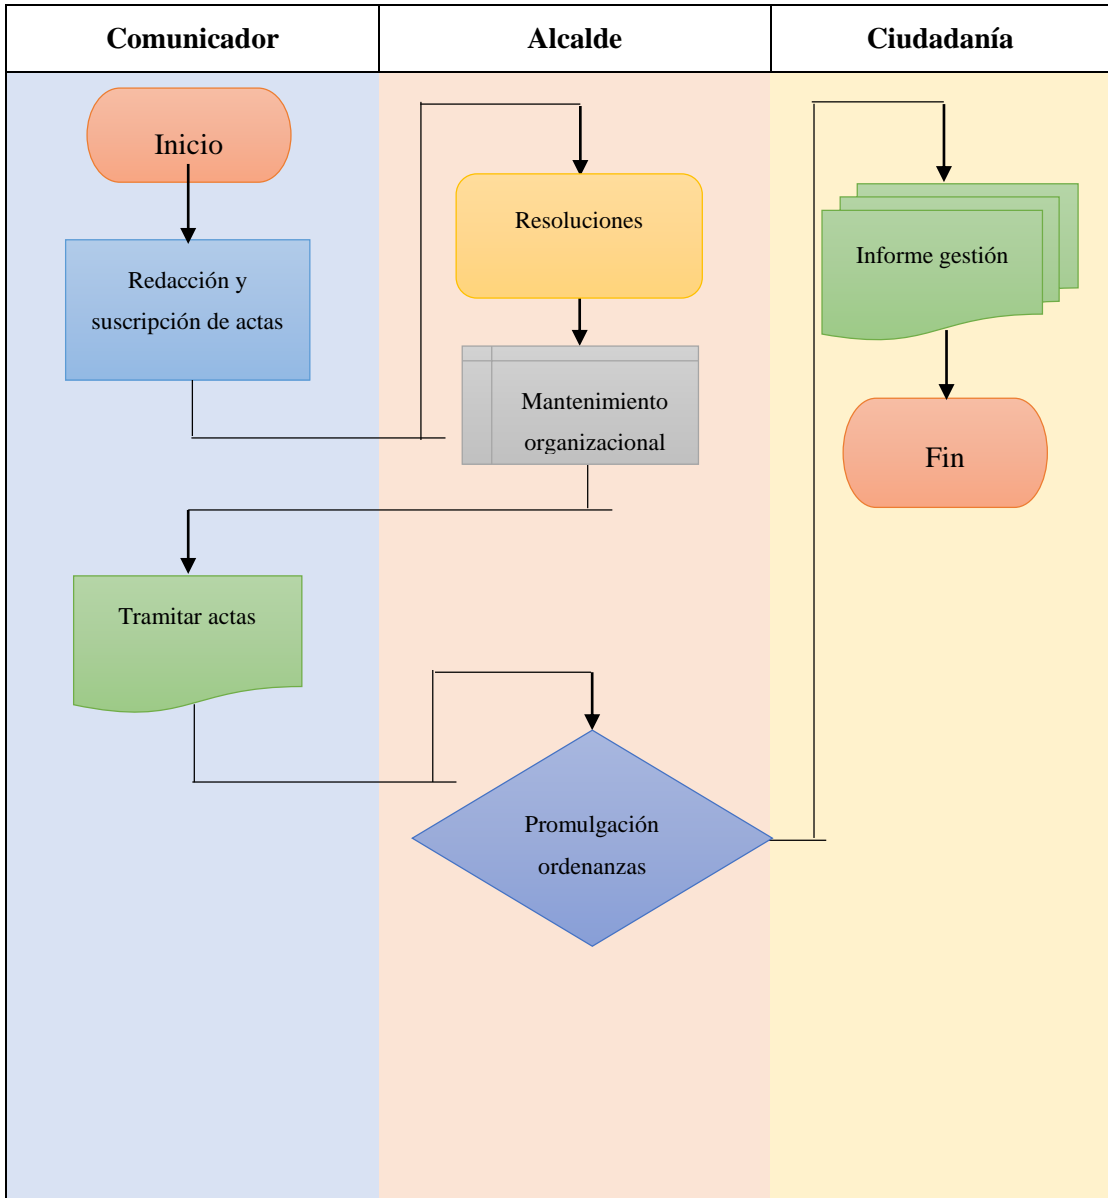 Comunicador
Alcalde
Ciudadanía
Inicio
Redacción y
suscripción de actas
Resoluciones
Mantenimiento
organizacional
Tramitar actas
Promulgación
ordenanzas
Informe gestión
Fin